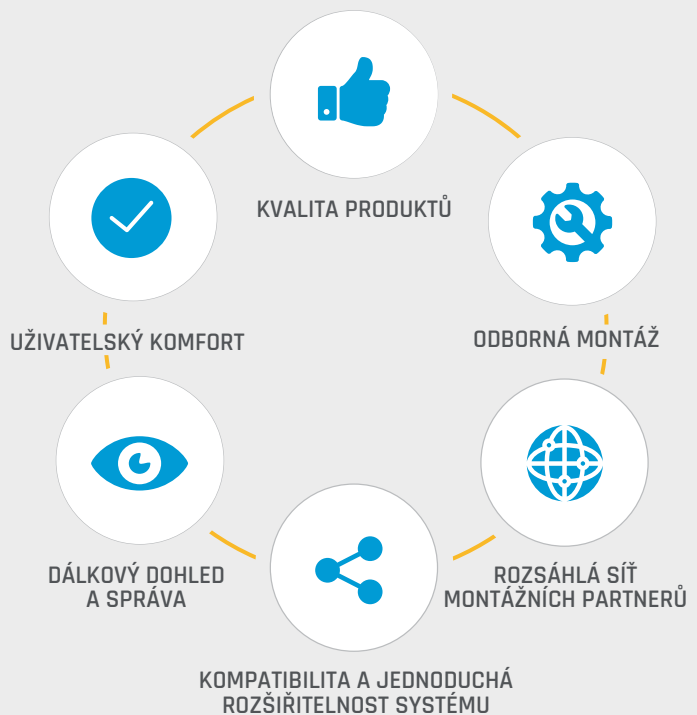 KVALITA PRODUKTŮ
UŽIVATELSKÝ KOMFORT
ODBORNÁ MONTÁŽ
DÁLKOVÝ DOHLED
A SPRÁVA
ROZSÁHLÁ SÍŤ
MONTÁŽNÍCH PARTNERŮ
KOMPATIBILITA A JEDNODUCHÁ
ROZŠIŘITELNOST SYSTÉMU